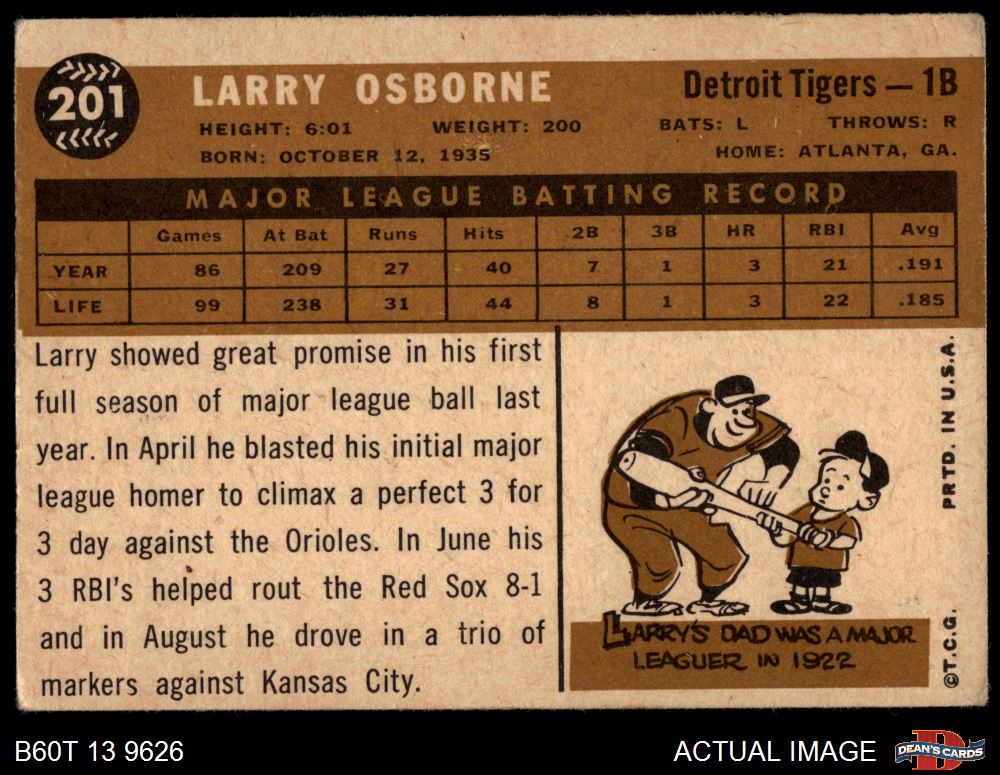 201
LARRY OSBORNE
Detroit Tigers — 1B
HEIGHT: 6:01 WEIGHT: 200 BATS: L THROWS: R
BORN: OCTOBER 12, 1935 HOME: ATLANTA, GA.
MAJOR LEAGUE BATTING RECORD
Games At Bat Runs Hits 2B 3B HR RBI Avg
YEAR 86 209 27 40 7 1 3 21 .191
LIFE 99 238 31 44 8 1 3 22 .185
Larry showed great promise in his first
full season of major league ball last
year. In April he blasted his initial major
league homer to climax a perfect 3 for
3 day against the Orioles. In June his
3 RBI's helped rout the Red Sox 8-1
and in August he drove in a trio of
markers against Kansas City.
LARRY'S DAD WAS A MAJOR
LEAGUER IN 1922
©T.C.G. PRTD. IN U.S.A.
B60T 13 9626
ACTUAL IMAGE
D
DEAN'S CARDS